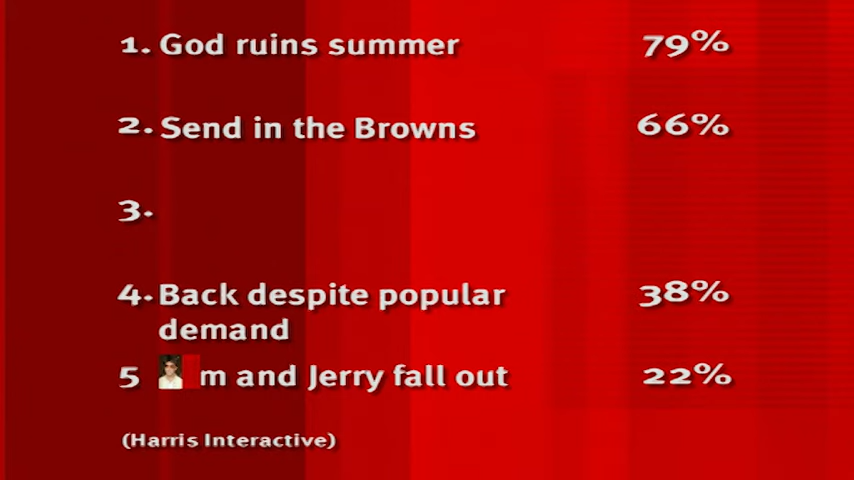 1. God ruins summer 79%
2. Send in the Browns 66%
3.
4. Back despite popular 38%
demand
5 m and Jerry fall out 22%
(Harris Interactive)